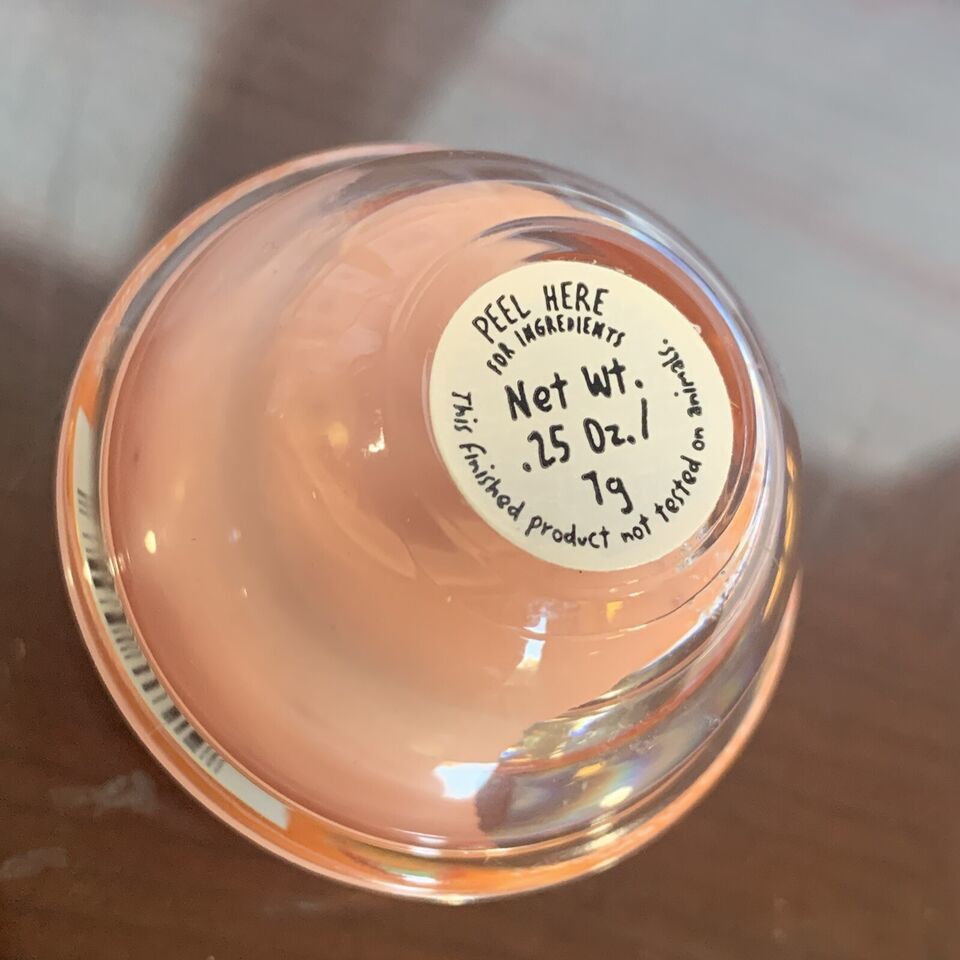 PEEL HERE
FOR INGREDIENTS
Net Wt.
.25 Oz./
7g
This finished product not tested on animals.